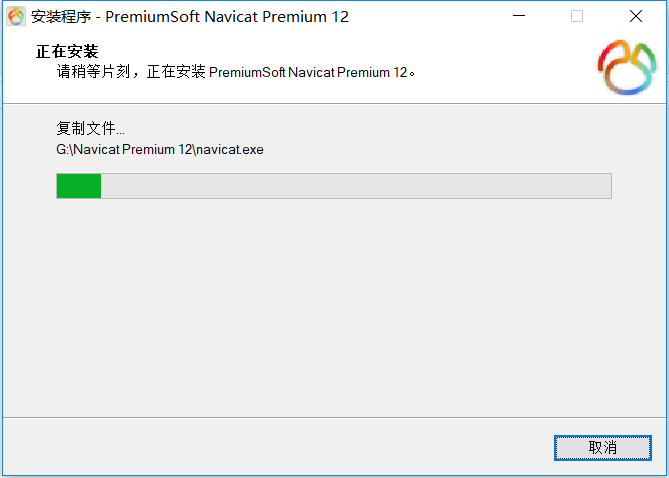 安装程序 - PremiumSoft Navicat Premium 12
正在安装
请稍等片刻，正在安装 PremiumSoft Navicat Premium 12。
复制文件...
G:\Navicat Premium 12\navicat.exe
取消